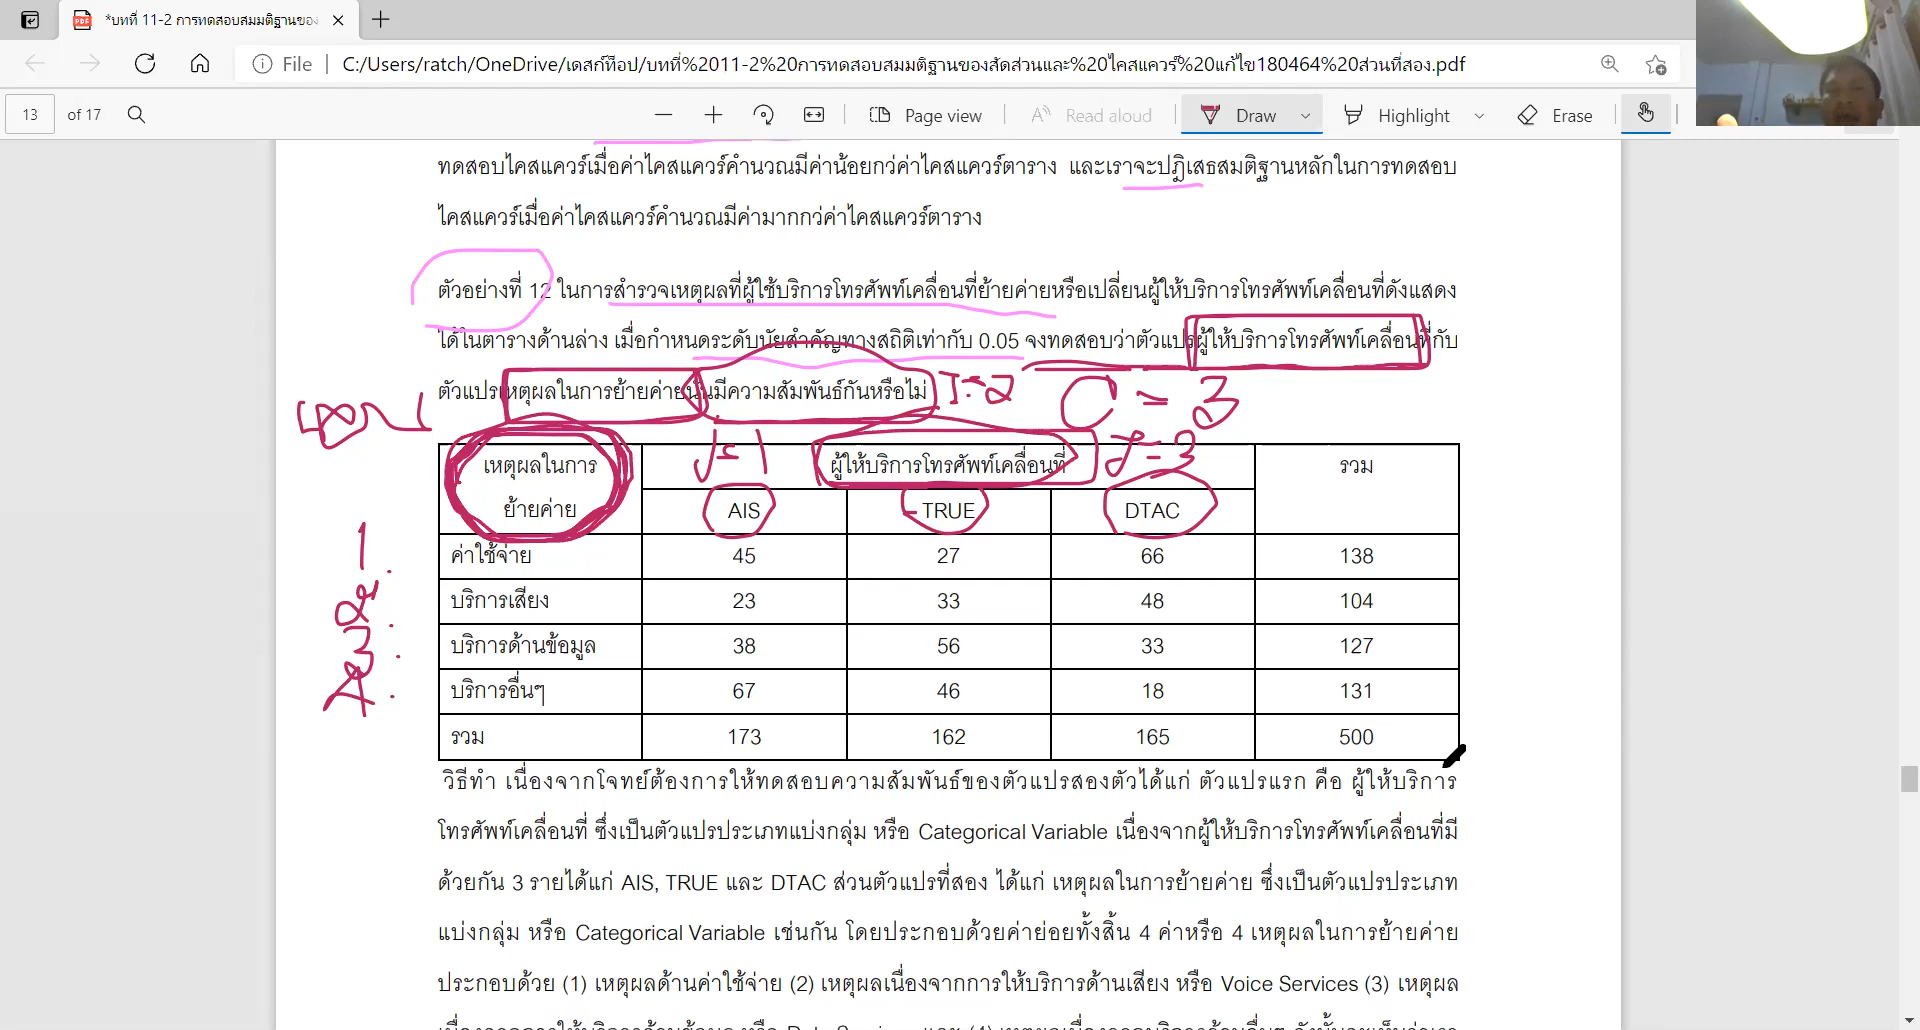 *บทที่ 11-2 การทดสอบสมมติฐานของ
File
C:/Users/ratch/OneDrive/เดสก์ท็อป/บทที่%2011-2%20การทดสอบสมมติฐานของสัดส่วนและ%20ไคสแควร์%20แก้ไข180464%20ส่วนที่สอง.pdf
13 of 17 Page view Read aloud Draw Highlight Erase
ทดสอบไคสแควร์เมื่อค่าไคสแควร์คำนวณมีค่าน้อยกว่าค่าไคสแควร์ตาราง และเราจะปฏิเสธสมติฐานหลักในการทดสอบ
ไคสแควร์เมื่อค่าไคสแควร์คำนวณมีค่ามากกว่าค่าไคสแควร์ตาราง
ตัวอย่างที่ 12 ในการสำรวจเหตุผลที่ผู้ใช้บริการโทรศัพท์เคลื่อนที่ย้ายค่ายหรือเปลี่ยนผู้ให้บริการโทรศัพท์เคลื่อนที่ดังแสดง
ได้ในตารางด้านล่าง เมื่อกำหนดระดับนัยสำคัญทางสถิติเท่ากับ 0.05 จงทดสอบว่าตัวแปรผู้ให้บริการโทรศัพท์เคลื่อนที่กับ
ตัวแปรเหตุผลในการย้ายค่ายนั้นมีความสัมพันธ์กันหรือไม่
C = 3
เหตุผลในการย้ายค่าย J=1 ผู้ให้บริการโทรศัพท์เคลื่อนที่ J=3 รวม
AIS TRUE DTAC
1. ค่าใช้จ่าย 45 27 66 138
2. บริการเสียง 23 33 48 104
3. บริการด้านข้อมูล 38 56 33 127
4. บริการอื่นๆ 67 46 18 131
รวม 173 162 165 500
วิธีทำ เนื่องจากโจทย์ต้องการให้ทดสอบความสัมพันธ์ของตัวแปรสองตัวได้แก่ ตัวแปรแรก คือ ผู้ให้บริการ
โทรศัพท์เคลื่อนที่ ซึ่งเป็นตัวแปรประเภทแบ่งกลุ่ม หรือ Categorical Variable เนื่องจากผู้ให้บริการโทรศัพท์เคลื่อนที่มี
ด้วยกัน 3 รายได้แก่ AIS, TRUE และ DTAC ส่วนตัวแปรที่สอง ได้แก่ เหตุผลในการย้ายค่าย ซึ่งเป็นตัวแปรประเภท
แบ่งกลุ่ม หรือ Categorical Variable เช่นกัน โดยประกอบด้วยค่าย่อยทั้งสิ้น 4 ค่าหรือ 4 เหตุผลในการย้ายค่าย
ประกอบด้วย (1) เหตุผลด้านค่าใช้จ่าย (2) เหตุผลเนื่องจากการให้บริการด้านเสียง หรือ Voice Services (3) เหตุผล